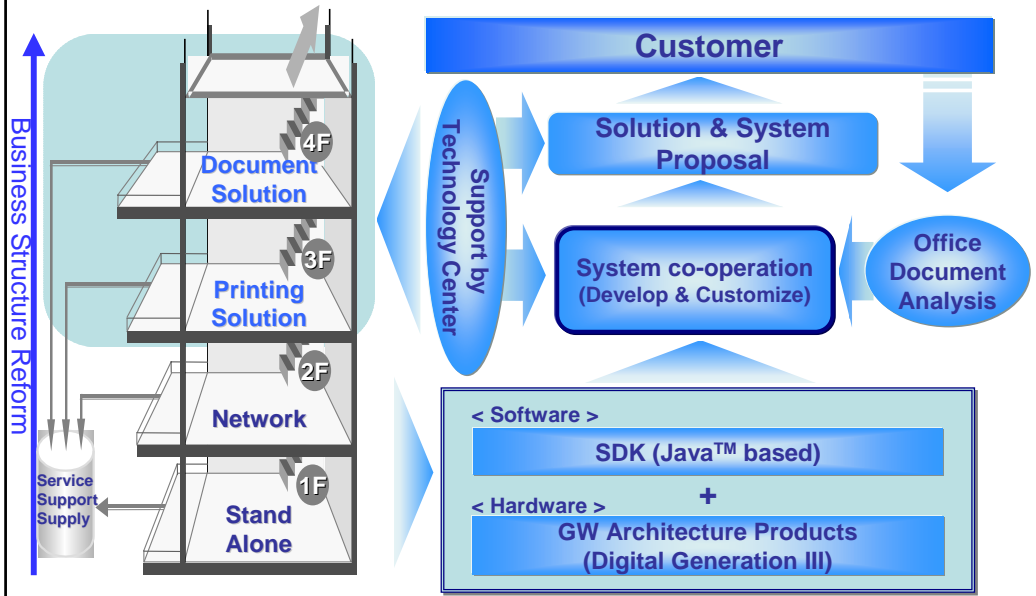 Business Structure Reform
4F
Document
Solution
3F
Printing
Solution
2F
Network
1F
Stand
Alone
Service
Support
Supply
Customer
Support by
Technology Center
Solution & System
Proposal
System co-operation
(Develop & Customize)
Office
Document
Analysis
< Software >
SDK (Java™ based)
+
< Hardware >
GW Architecture Products
(Digital Generation III)